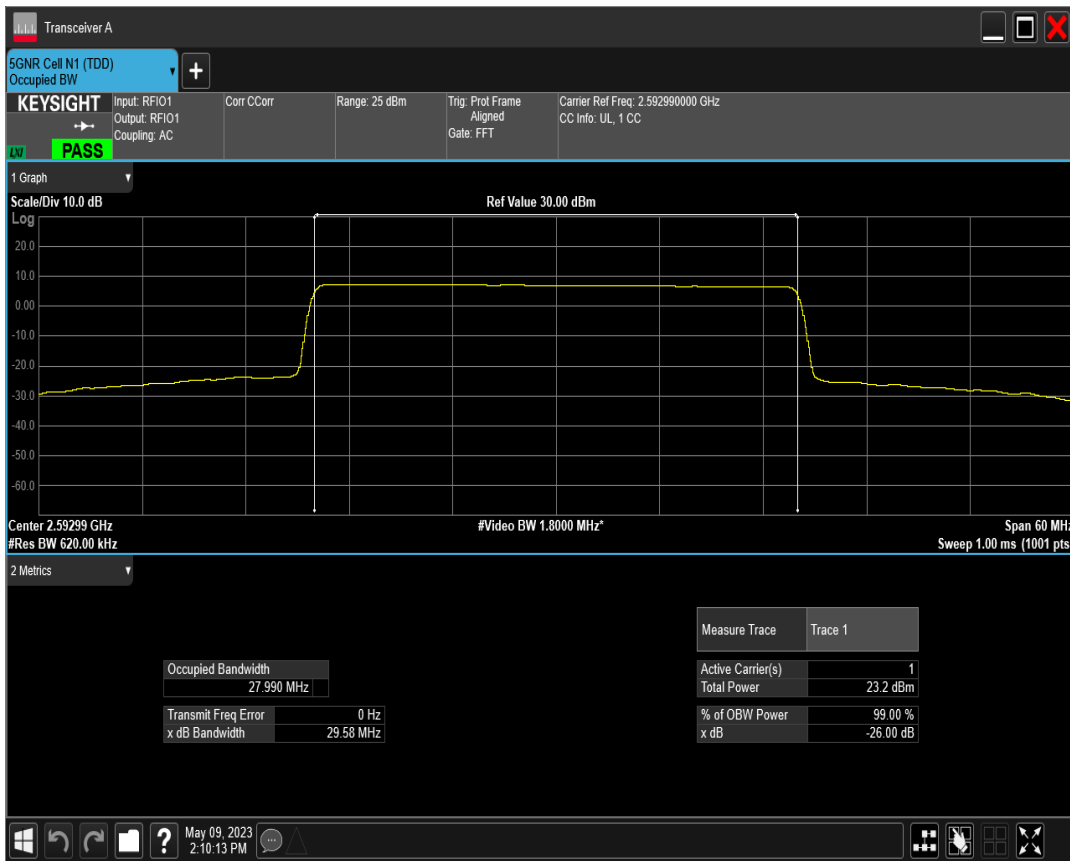 Transceiver A
5GNR Cell N1 (TDD)
Occupied BW
+
KEYSIGHT
LXI
PASS
Input: RFIO1
Output: RFIO1
Coupling: AC
Corr CCorr
Range: 25 dBm
Trig: Prot Frame
Aligned
Gate: FFT
Carrier Ref Freq: 2.592990000 GHz
CC Info: UL, 1 CC
1 Graph
Scale/Div 10.0 dB
Ref Value 30.00 dBm
Log
20.0
10.0
0.00
-10.0
-20.0
-30.0
-40.0
-50.0
-60.0
Center 2.59299 GHz
#Video BW 1.8000 MHz*
Span 60 MHz
#Res BW 620.00 kHz
Sweep 1.00 ms (1001 pts
2 Metrics
Measure Trace Trace 1
Occupied Bandwidth
27.990 MHz
Active Carrier(s) 1
Total Power 23.2 dBm
Transmit Freq Error 0 Hz
x dB Bandwidth 29.58 MHz
% of OBW Power 99.00 %
x dB -26.00 dB
?
May 09, 2023
2:10:13 PM